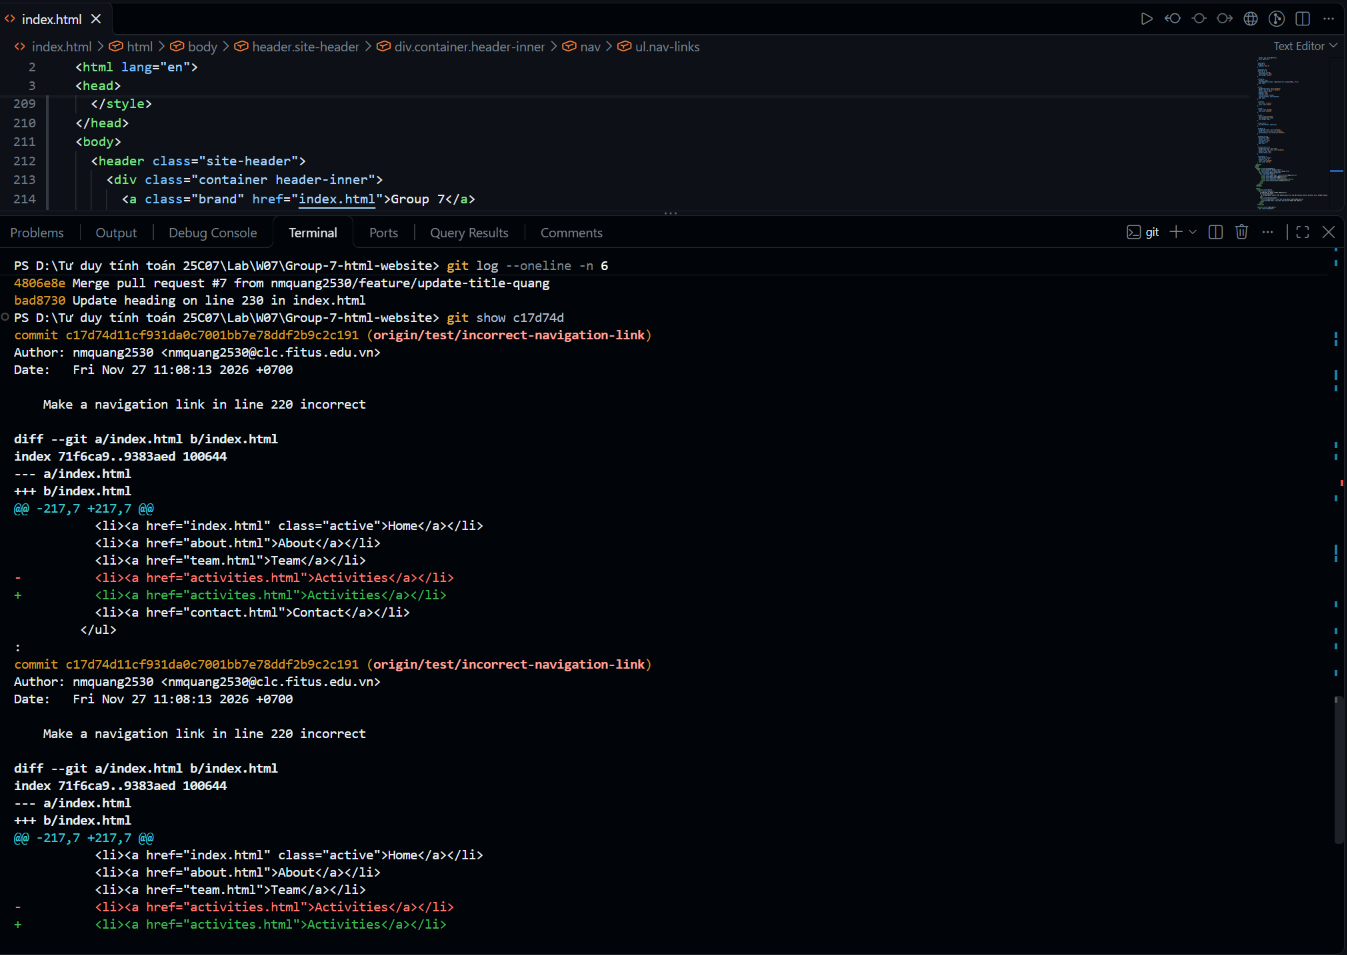 index.html
index.html > html > body > header.site-header > div.container.header-inner > nav > ul.nav-links
Text Editor
2 <html lang="en">
3 <head>
209 </style>
210 </head>
211 <body>
212 <header class="site-header">
213 <div class="container header-inner">
214 <a class="brand" href="index.html">Group 7</a>
Problems Output Debug Console Terminal Ports Query Results Comments
git
PS D:\Tư duy tính toán 25C07\Lab\W07\Group-7-html-website> git log --oneline -n 6
4806e8e Merge pull request #7 from nmquang2530/feature/update-title-quang
bad8730 Update heading on line 230 in index.html
PS D:\Tư duy tính toán 25C07\Lab\W07\Group-7-html-website> git show c17d74d
commit c17d74d11cf931da0c7001bb7e78ddf2b9c2c191 (origin/test/incorrect-navigation-link)
Author: nmquang2530 <nmquang2530@clc.fitus.edu.vn>
Date:   Fri Nov 27 11:08:13 2026 +0700
Make a navigation link in line 220 incorrect
diff --git a/index.html b/index.html
index 71f6ca9..9383aed 100644
--- a/index.html
+++ b/index.html
@@ -217,7 +217,7 @@
<li><a href="index.html" class="active">Home</a></li>
<li><a href="about.html">About</a></li>
<li><a href="team.html">Team</a></li>
- <li><a href="activities.html">Activities</a></li>
+ <li><a href="activites.html">Activities</a></li>
<li><a href="contact.html">Contact</a></li>
</ul>
:
commit c17d74d11cf931da0c7001bb7e78ddf2b9c2c191 (origin/test/incorrect-navigation-link)
Author: nmquang2530 <nmquang2530@clc.fitus.edu.vn>
Date:   Fri Nov 27 11:08:13 2026 +0700
Make a navigation link in line 220 incorrect
diff --git a/index.html b/index.html
index 71f6ca9..9383aed 100644
--- a/index.html
+++ b/index.html
@@ -217,7 +217,7 @@
<li><a href="index.html" class="active">Home</a></li>
<li><a href="about.html">About</a></li>
<li><a href="team.html">Team</a></li>
- <li><a href="activities.html">Activities</a></li>
+ <li><a href="activites.html">Activities</a></li>